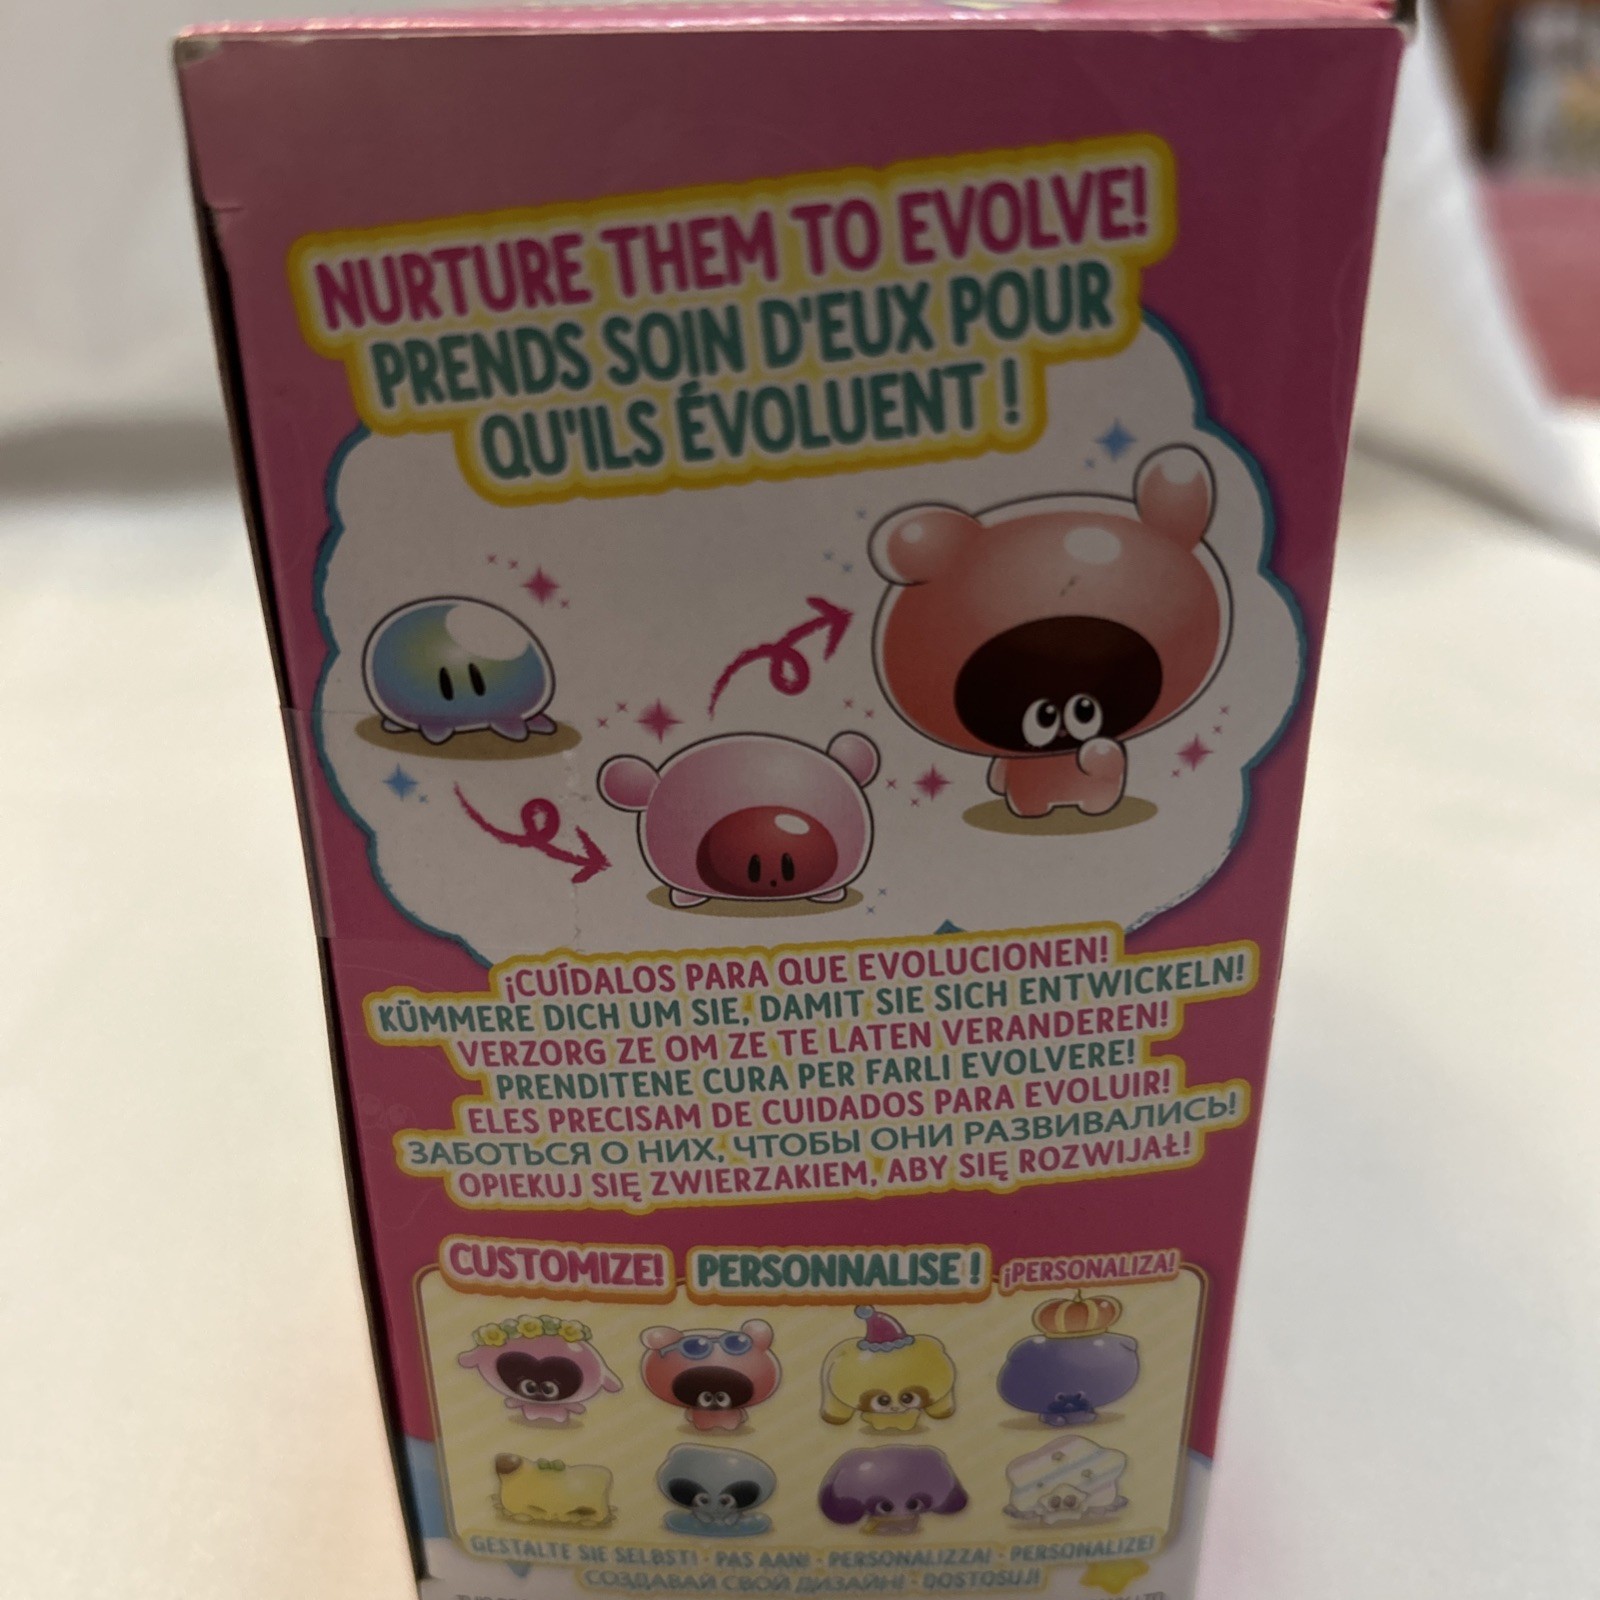 NURTURE THEM TO EVOLVE!
PRENDS SOIN D'EUX POUR
QU'ILS ÉVOLUENT !
¡CUÍDALOS PARA QUE EVOLUCIONEN!
KÜMMERE DICH UM SIE, DAMIT SIE SICH ENTWICKELN!
VERZORG ZE OM ZE TE LATEN VERANDEREN!
PRENDITENE CURA PER FARLI EVOLVERE!
ELES PRECISAM DE CUIDADOS PARA EVOLUIR!
ЗАБОТЬСЯ О НИХ, ЧТОБЫ ОНИ РАЗВИВАЛИСЬ!
OPIEKUJ SIĘ ZWIERZAKIEM, ABY SIĘ ROZWIJAŁ!
CUSTOMIZE! PERSONNALISE ! ¡PERSONALIZA!
GESTALTE SIE SELBST! · PAS AAN! · PERSONALIZZA! · PERSONALIZE!
СОЗДАВАЙ СВОЙ ДИЗАЙН! · DOSTOSUJ!